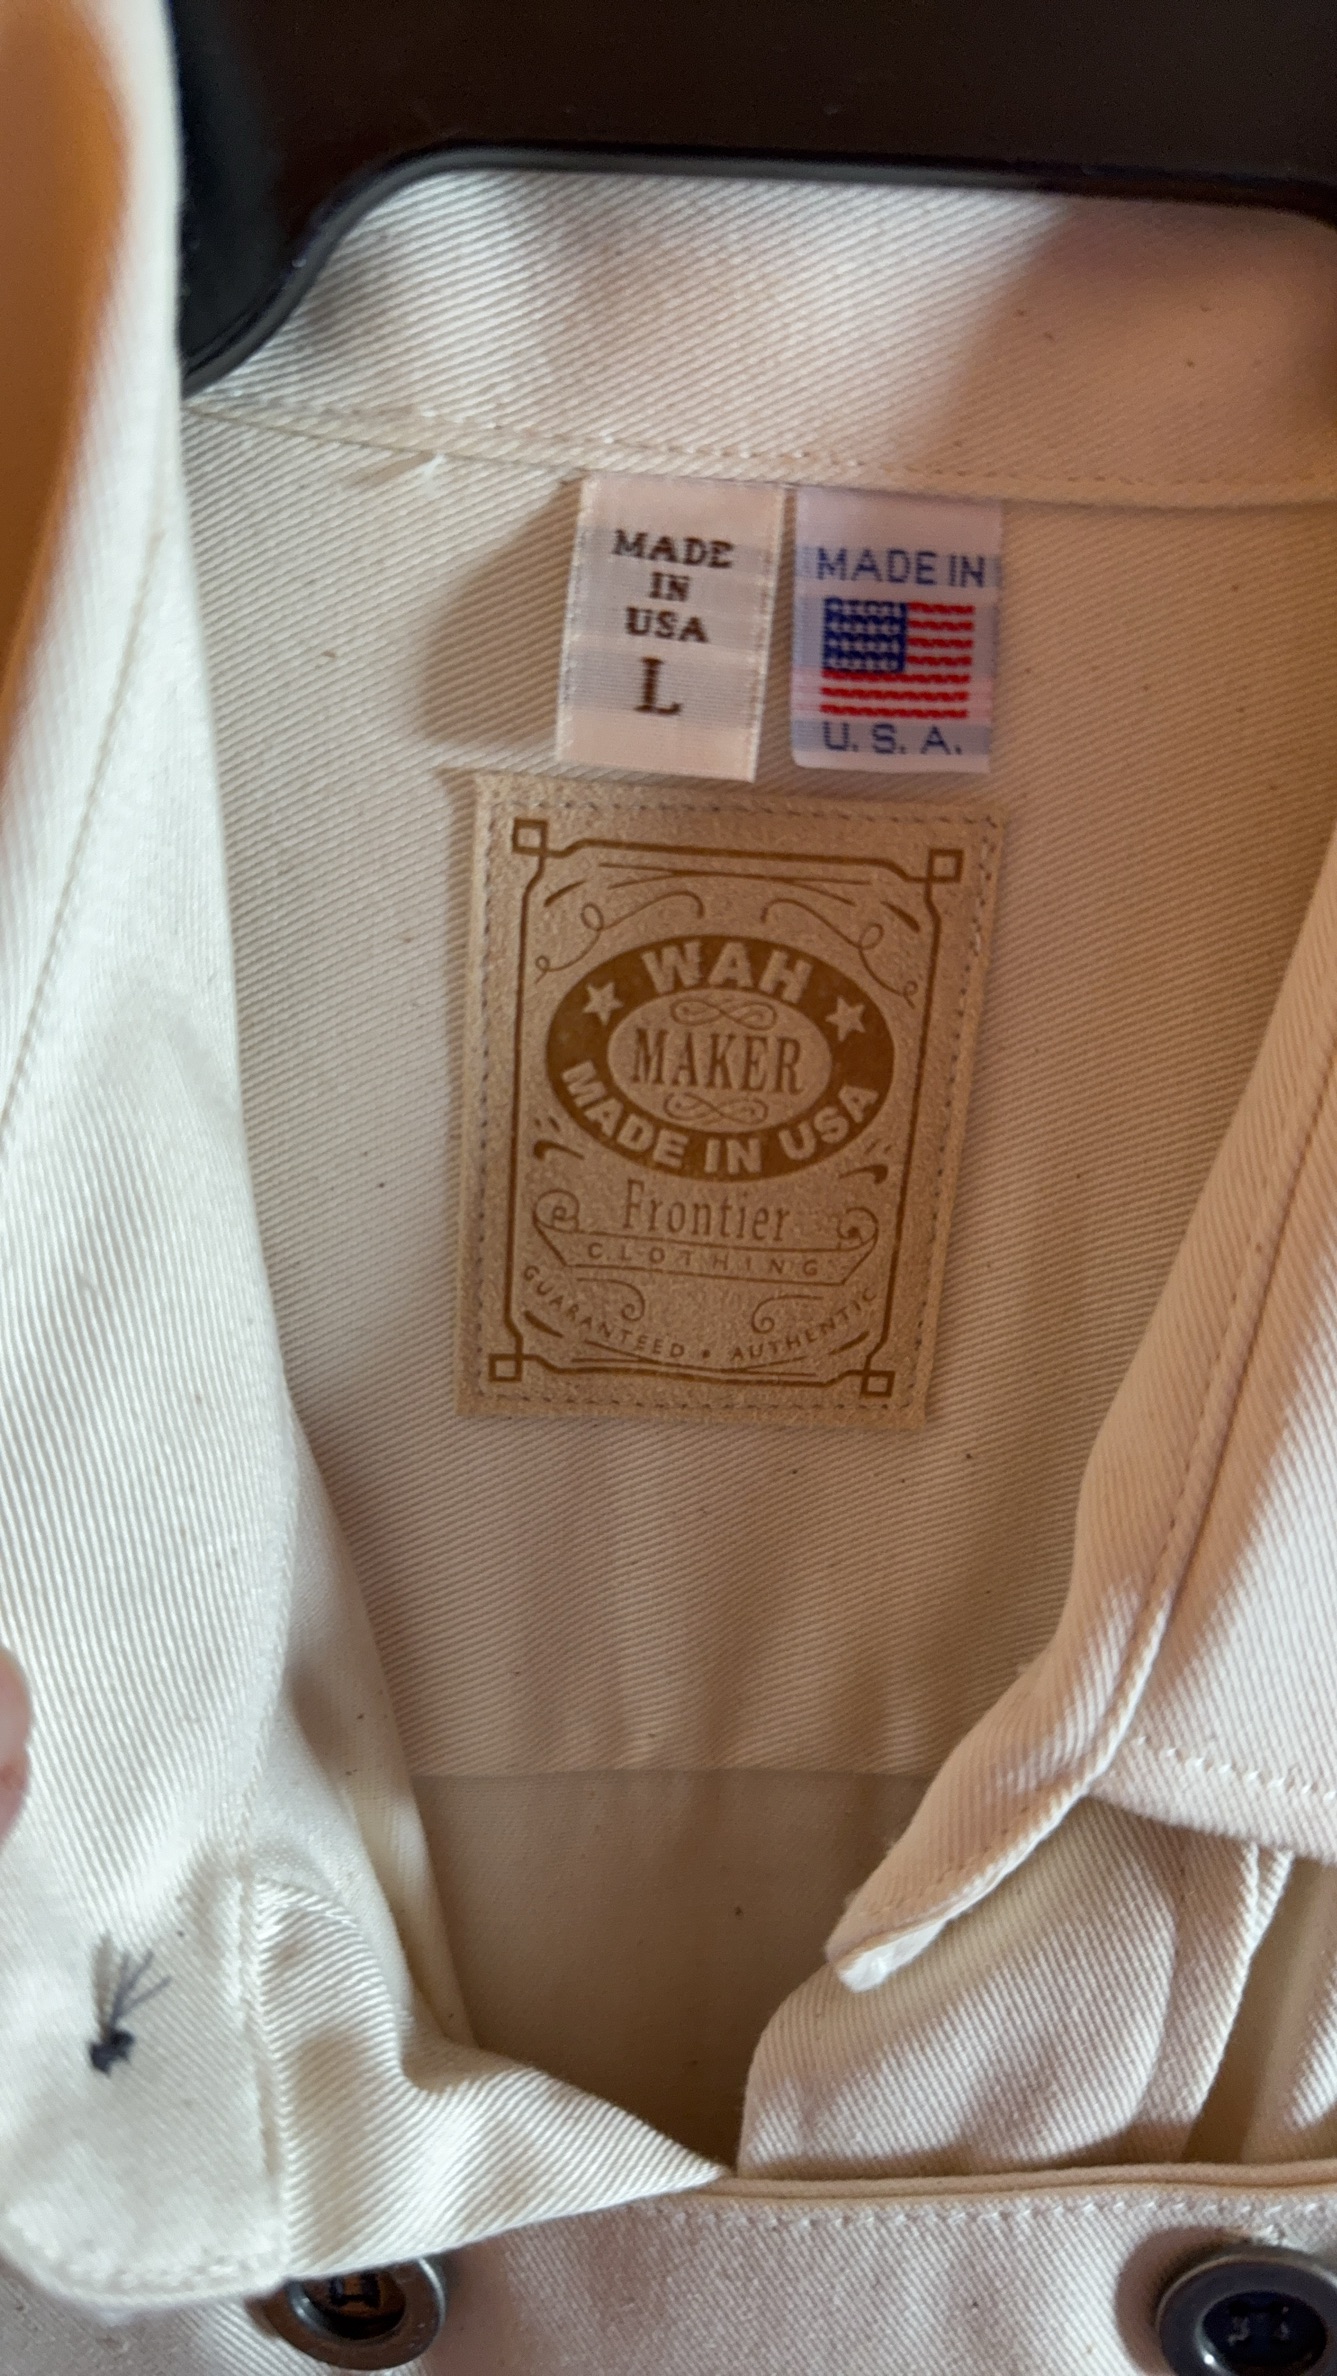 MADE
IN
USA
L
MADE IN
U. S. A.
WAH
MAKER
MADE IN USA
Frontier
CLOTHING
GUARANTEED • AUTHENTIC